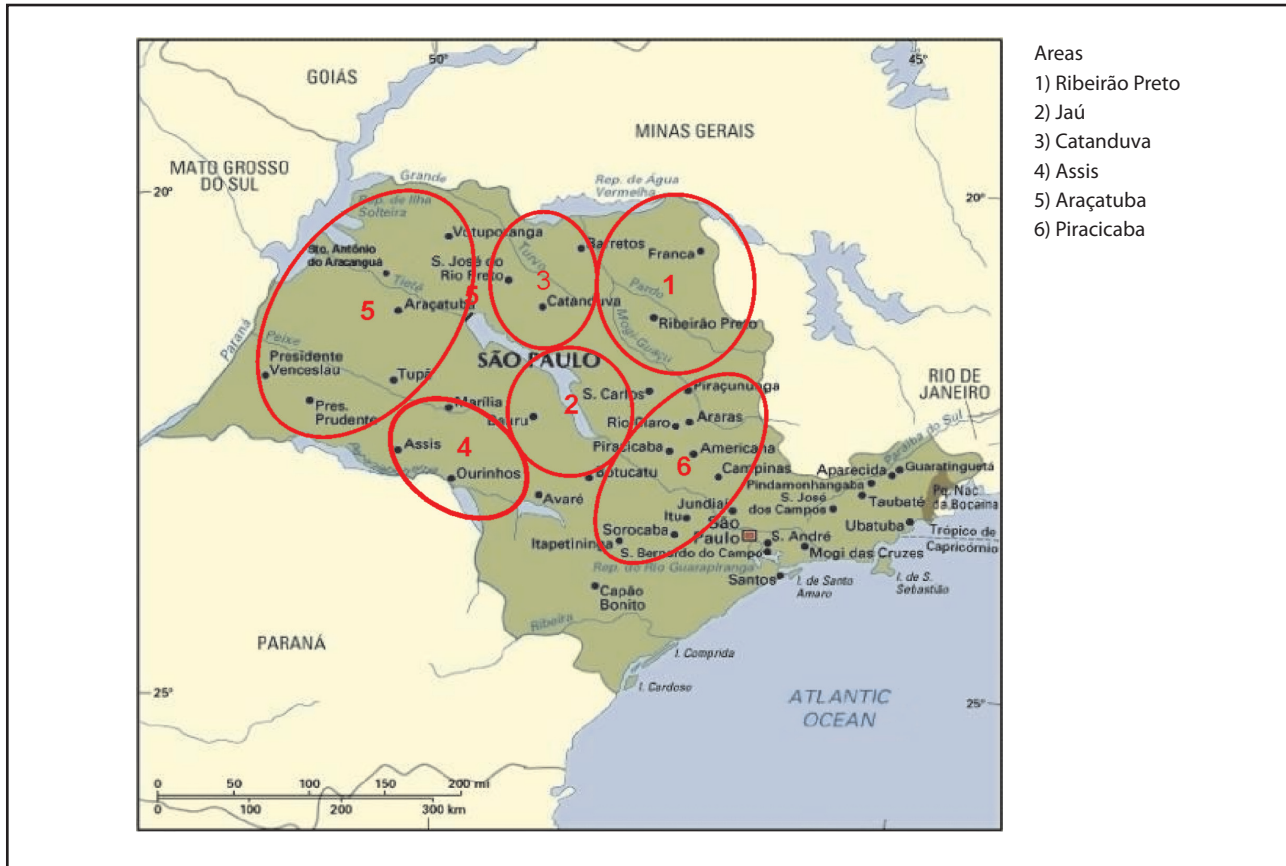 50°
45°
GOIÁS
MINAS GERAIS
MATO GROSSO
DO SUL
20°
20°
Grande
Rep. de Água
Vermelha
Rep. de Ilha
Solteira
Votuporanga
Barretos
Franca
1
Sto. Antônio
do Aracanguá
S. José do
Rio Preto
Turvo
3
Pardo
Tietê
5
5
Araçatuba
Catanduva
Ribeirão Preto
Mogi-Guaçu
Paraná
Peixe
SÃO PAULO
Presidente
Venceslau
Tupã
S. Carlos
Piraçununga
RIO DE
JANEIRO
Pres.
Prudente
Marília
Bauru
2
Rio Claro
Araras
Assis
4
Piracicaba
Americana
6
Paraíba do Sul
Ourinhos
Botucatu
Campinas
Aparecida
Guaratinguetá
Pindamonhangaba
Avaré
Jundiaí
S. José
dos Campos
Taubaté
Pq. Nac.
da Bocaina
Itu
São
Paulo
Ubatuba
Trópico de
Capricórnio
Sorocaba
S. André
Itapetininga
S. Bernardo do Campo
Mogi das Cruzes
Rep. de Rio Guarapiranga
Santos
I. de Santo
Amaro
I. de S.
Sebastião
Capão
Bonito
Ribeira
PARANÁ
I. Comprida
I. Cardoso
25°
25°
ATLANTIC
OCEAN
0 50 100 150 200 mi
0 100 200 300 km
Areas
1) Ribeirão Preto
2) Jaú
3) Catanduva
4) Assis
5) Araçatuba
6) Piracicaba